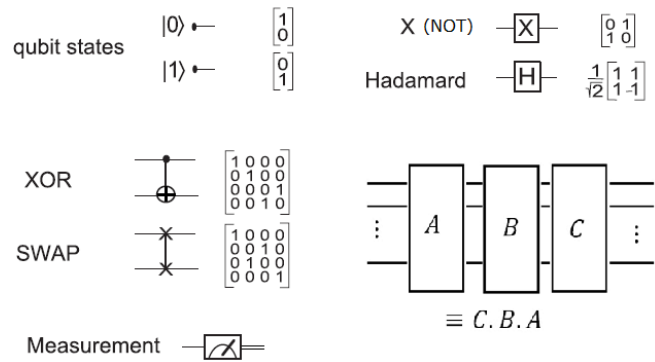 qubit states
|0⟩
[1
0]
|1⟩
[0
1]
X (NOT)
X
[0 1
1 0]
Hadamard
H
1/√2 [1 1
1 -1]
XOR
[1 0 0 0
0 1 0 0
0 0 0 1
0 0 1 0]
SWAP
[1 0 0 0
0 0 1 0
0 1 0 0
0 0 0 1]
Measurement
⋮ A B C ⋮
≡ C.B.A